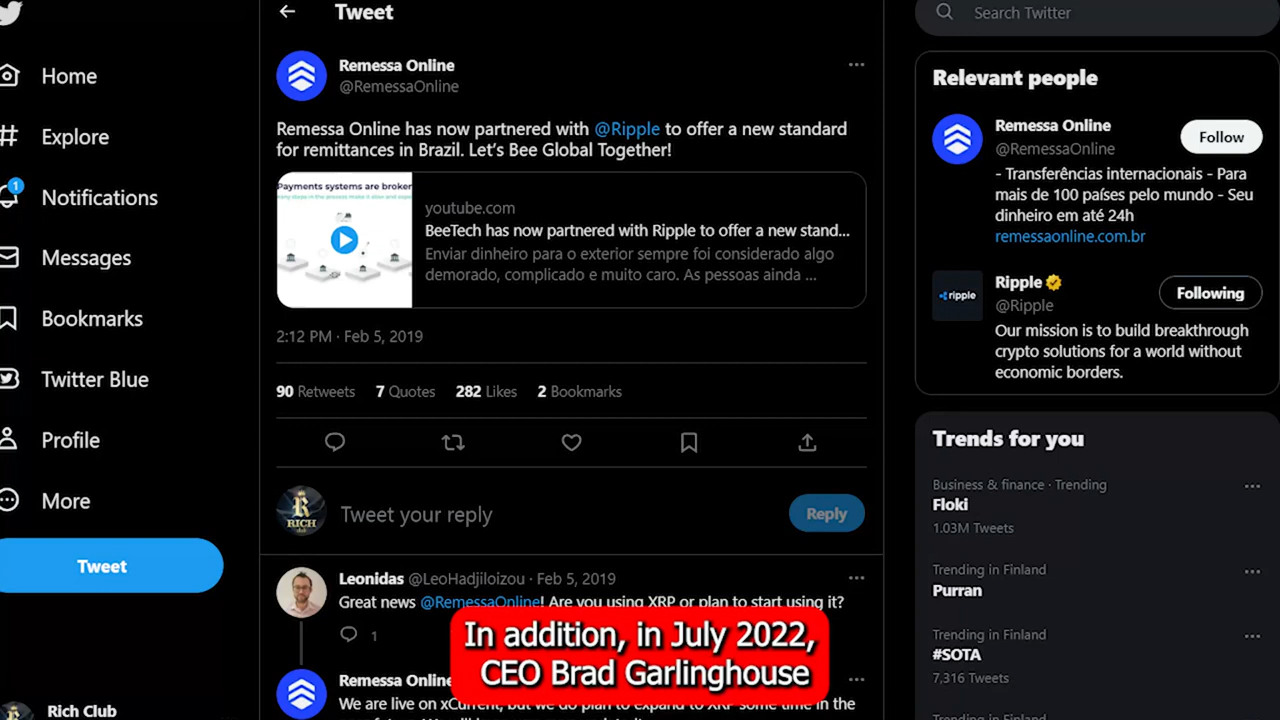 Home
Explore
1
Notifications
Messages
Bookmarks
Twitter Blue
Profile
More
Tweet
Rich Club
Tweet
Remessa Online
@RemessaOnline
Remessa Online has now partnered with @Ripple to offer a new standard
for remittances in Brazil. Let's Bee Global Together!
Payments systems are broken
youtube.com
BeeTech has now partnered with Ripple to offer a new stand...
Enviar dinheiro para o exterior sempre foi considerado algo
demorado, complicado e muito caro. As pessoas ainda ...
2:12 PM · Feb 5, 2019
90 Retweets 7 Quotes 282 Likes 2 Bookmarks
RICH
Tweet your reply
Reply
Leonidas @LeoHadjiloizou · Feb 5, 2019
Great news @RemessaOnline! Are you using XRP or plan to start using it?
1
Remessa Online
We are live on xCurrent, but we do plan to expand to XRP some time in the
In addition, in July 2022,
CEO Brad Garlinghouse
Search Twitter
Relevant people
Remessa Online
@RemessaOnline
Follow
- Transferências internacionais - Para
mais de 100 países pelo mundo - Seu
dinheiro em até 24h
remessaonline.com.br
ripple
Ripple
@Ripple
Following
Our mission is to build breakthrough
crypto solutions for a world without
economic borders.
Trends for you
Business & finance · Trending
Floki
1.03M Tweets
Trending in Finland
Purran
Trending in Finland
#SOTA
7,316 Tweets
Trending in Finland